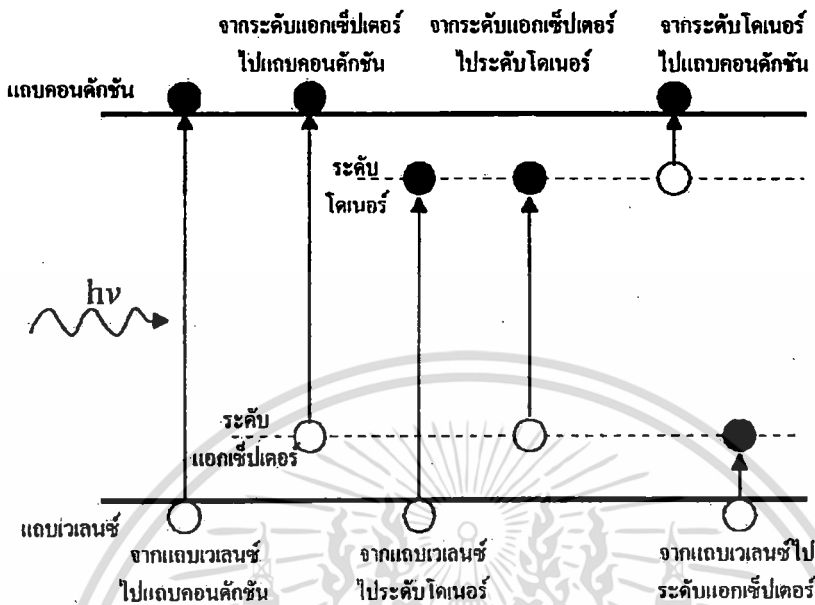 จากระดับแอกเซ็ปเตอร์
ไปแถบคอนดักชัน
จากระดับแอกเซ็ปเตอร์
ไประดับโดเนอร์
จากระดับโดเนอร์
ไปแถบคอนดักชัน
แถบคอนดักชัน
ระดับ
โดเนอร์
hν
ระดับ
แอกเซ็ปเตอร์
แถบเวเลนซ์
จากแถบเวเลนซ์
ไปแถบคอนดักชัน
จากแถบเวเลนซ์
ไประดับโดเนอร์
จากแถบเวเลนซ์ไป
ระดับแอกเซ็ปเตอร์